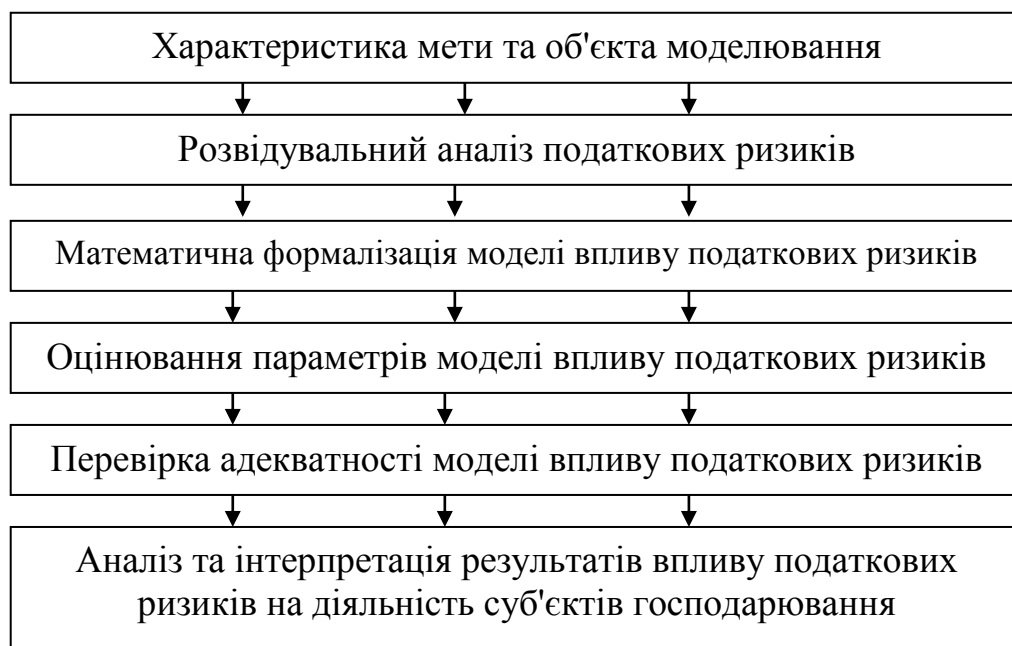 Характеристика мети та об'єкта моделювання
Розвідувальний аналіз податкових ризиків
Математична формалізація моделі впливу податкових ризиків
Оцінювання параметрів моделі впливу податкових ризиків
Перевірка адекватності моделі впливу податкових ризиків
Аналіз та інтерпретація результатів впливу податкових
ризиків на діяльність суб'єктів господарювання